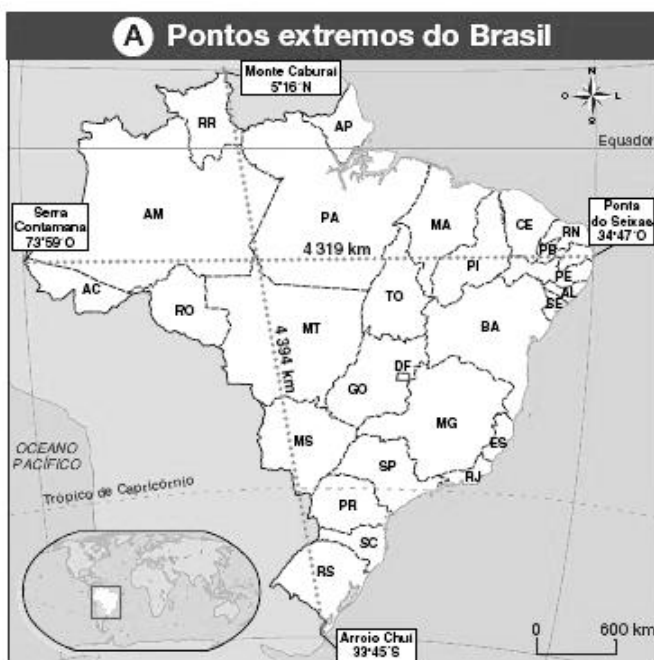 A Pontos extremos do Brasil
Monte Caburaí
5°16´N
N
O L
S
RR
AP
Equador
Serra
Contamana
73°59´O
AM
PA
MA
CE
RN
Ponta
do Seixas
34°47´O
PB
4 319 km
PI
PE
AC
AL
SE
RO
TO
MT
BA
4 394 km
DF
GO
MG
MS
ES
OCEANO
PACÍFICO
SP
RJ
Trópico de Capricórnio
PR
SC
RS
Arroio Chuí
33°45´S
0 600 km